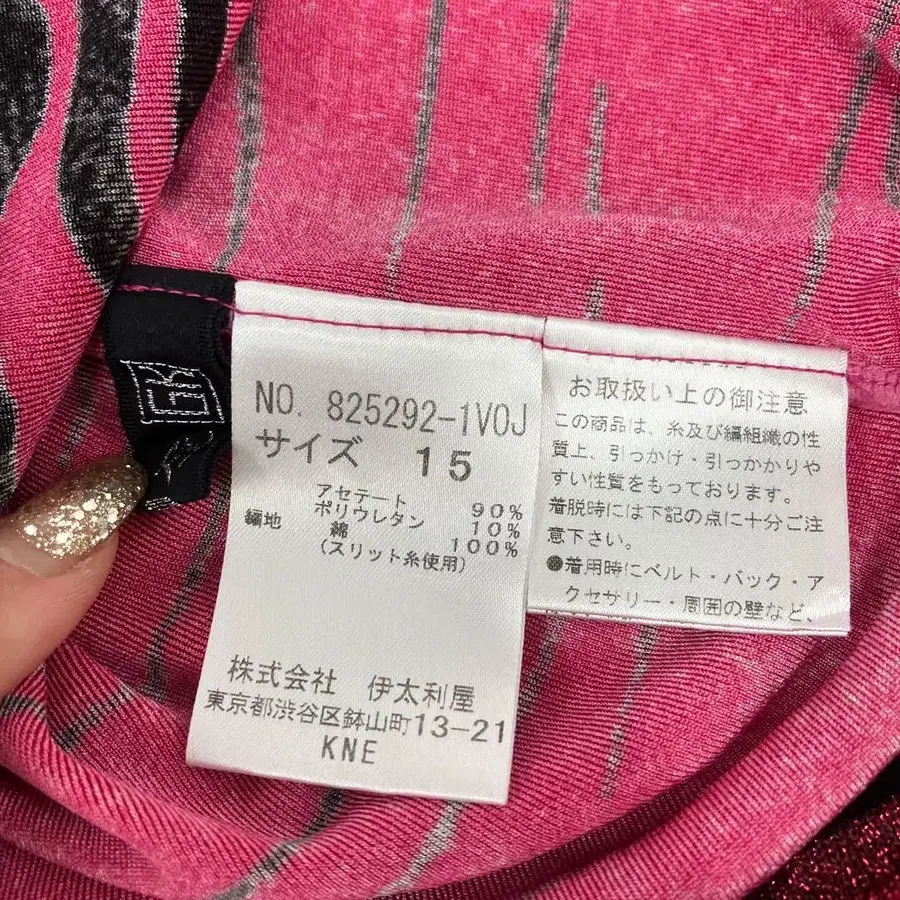 NO. 825292-1V0J
サイズ 15
アセテート 90%
編地 ポリウレタン 10%
綿 100%
(スリット糸使用)
株式会社 伊太利屋
東京都渋谷区鉢山町13-21
KNE
お取扱い上の御注意
この商品は、糸及び編組織の性
質上、引っかけ・引っかかりや
すい性質をもっております。
着脱時には下記の点に十分ご注
意下さい。
●着用時にベルト・バック・ア
クセサリー・周囲の壁など、